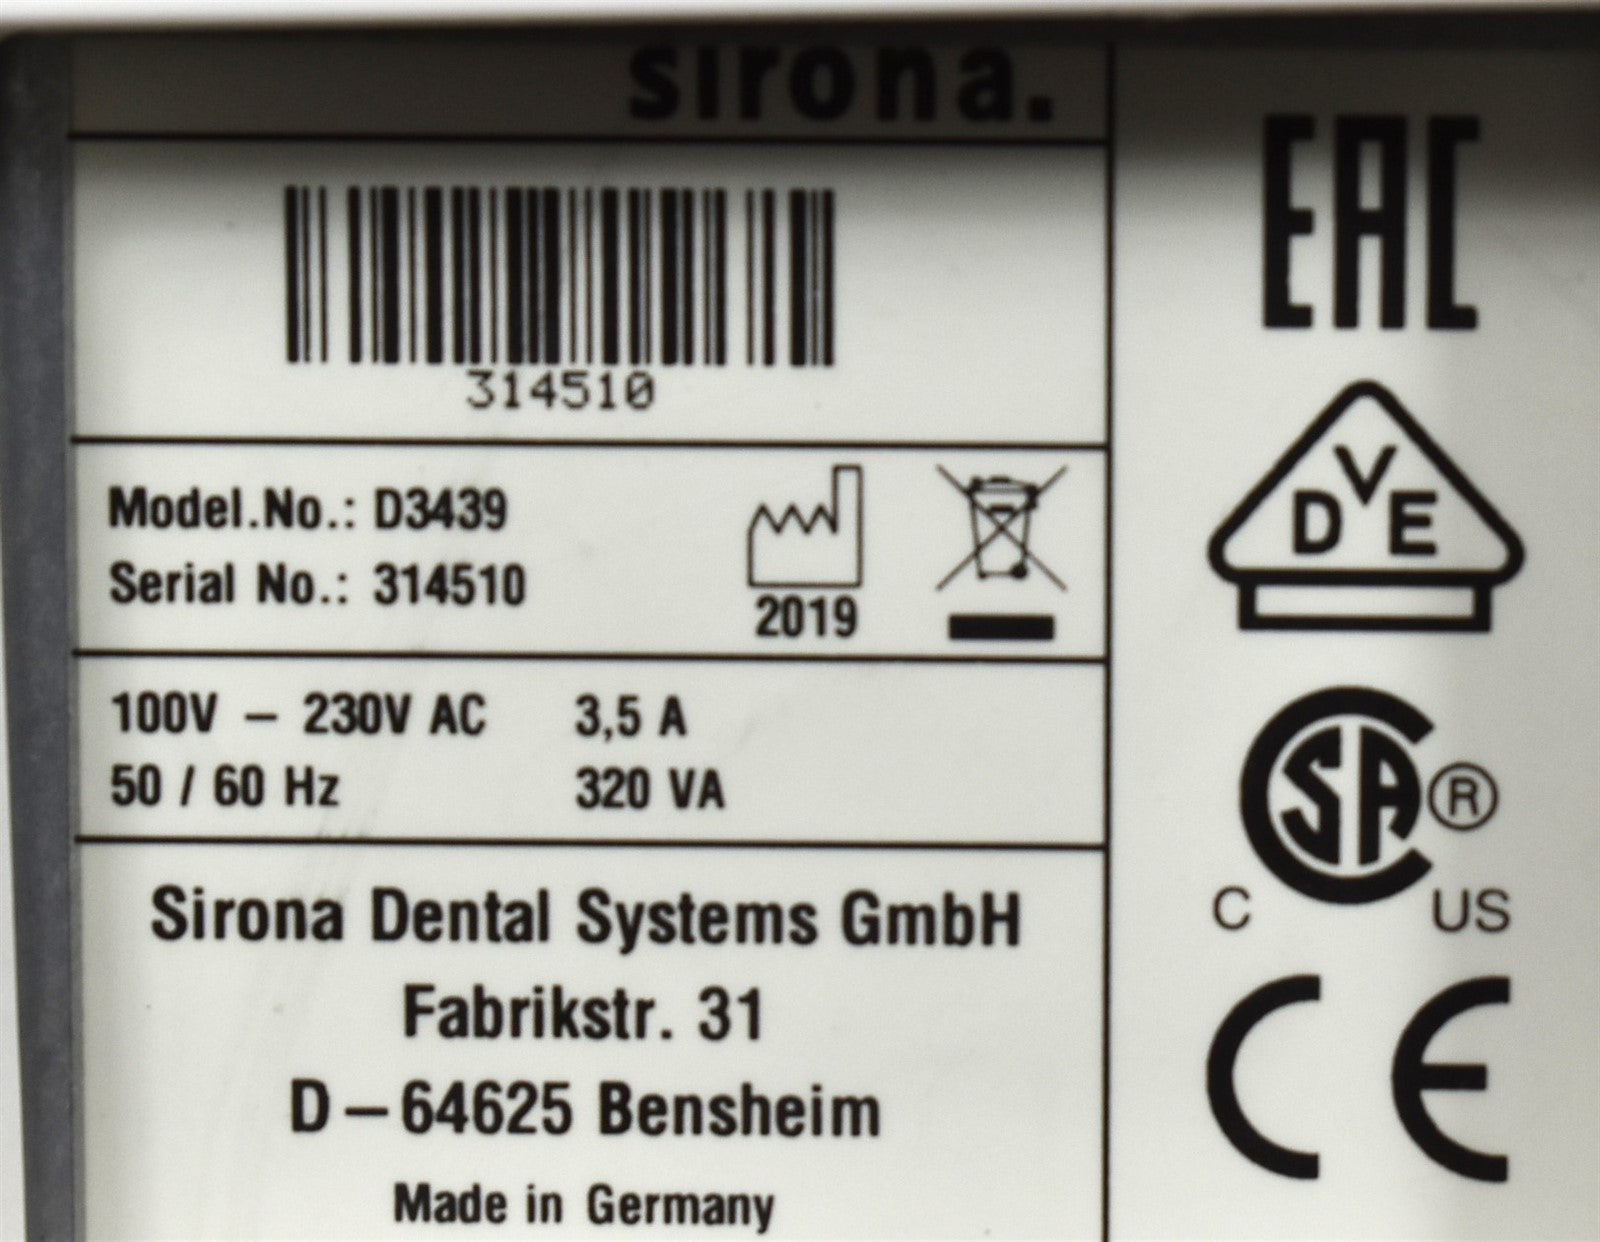 sirona.
314510
Model.No.: D3439
Serial No.: 314510
2019
100V – 230V AC 3,5 A
50 / 60 Hz 320 VA
Sirona Dental Systems GmbH
Fabrikstr. 31
D – 64625 Bensheim
Made in Germany
EAC
DVE
CSA ®
C US
CE